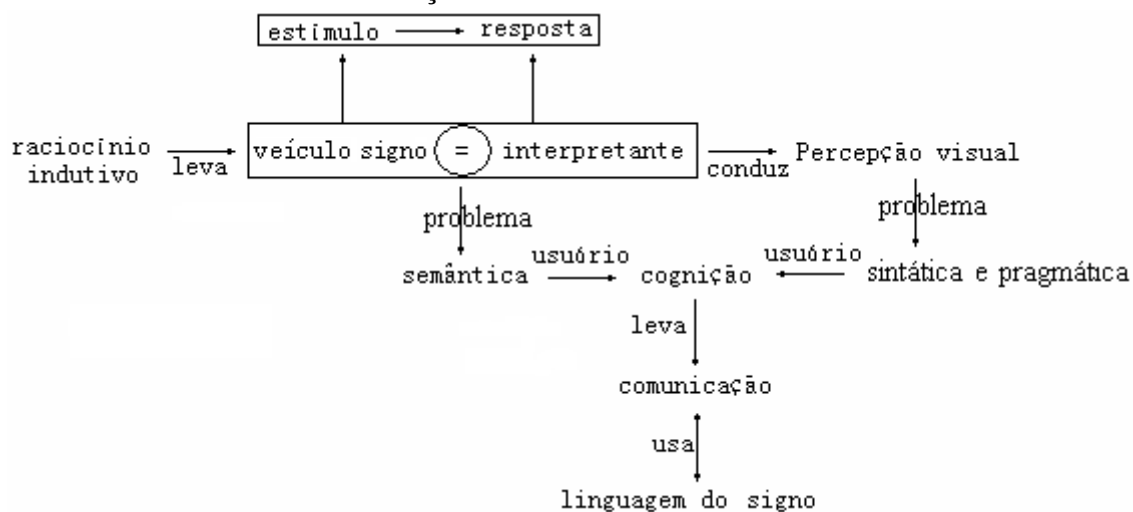 estímulo resposta
veículo signo = interpretante
raciocínio
indutivo
leva
conduz
Percepção visual
problema
problema
semântica
usuário
cognição
usuário
sintática e pragmática
leva
comunicação
usa
linguagem do signo